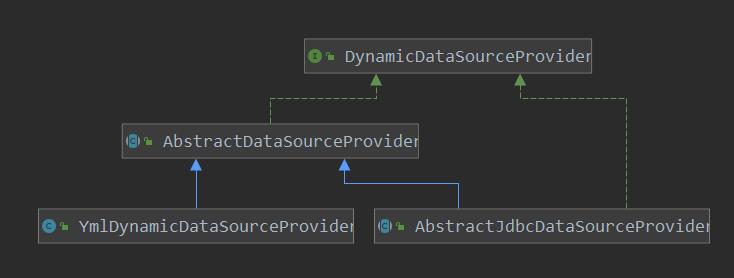 I DynamicDataSourceProvider
C AbstractDataSourceProvider
C YmlDynamicDataSourceProvider
C AbstractJdbcDataSourceProvider